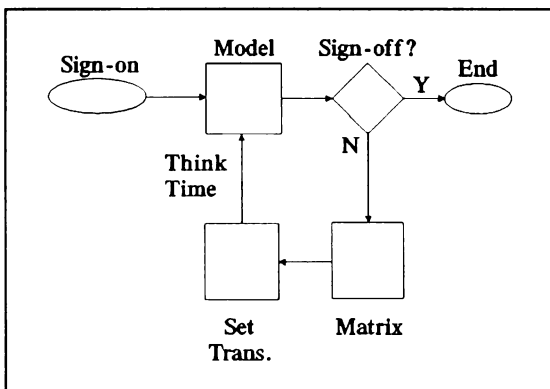 Sign-on
Model
Sign-off?
End
Y
N
Think
Time
Set
Trans.
Matrix